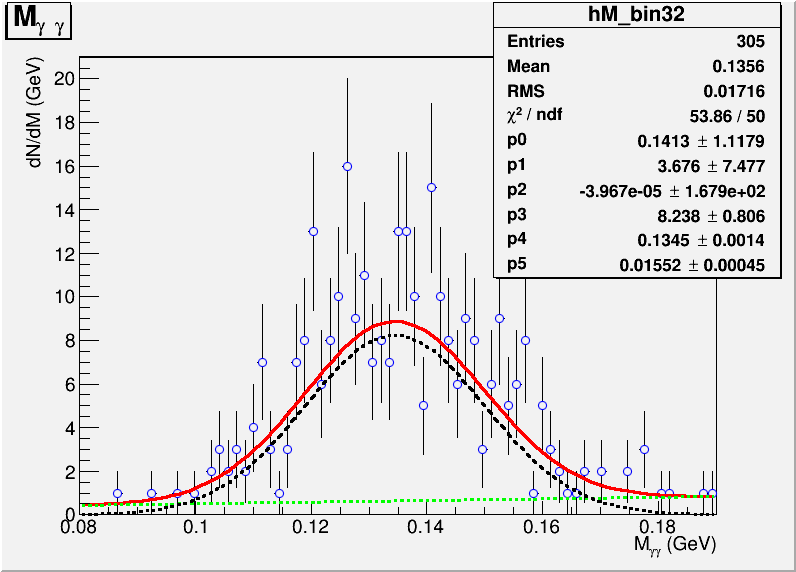 M γ γ
hM_bin32
Entries 305
Mean 0.1356
RMS 0.01716
χ² / ndf 53.86 / 50
p0 0.1413 ± 1.1179
p1 3.676 ± 7.477
p2 -3.967e-05 ± 1.679e+02
p3 8.238 ± 0.806
p4 0.1345 ± 0.0014
p5 0.01552 ± 0.00045
dN/dM (GeV)
20
18
16
14
12
10
8
6
4
2
0
0.08 0.1 0.12 0.14 0.16 0.18
Mγγ (GeV)